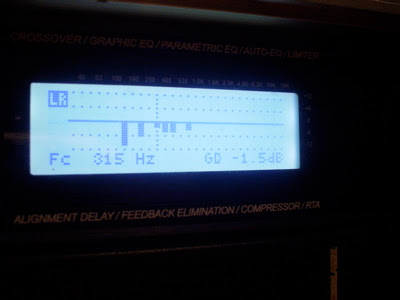 CROSSOVER / GRAPHIC EQ / PARAMETRIC EQ / AUTO-EQ / LIMITER
LR
Fc 315 Hz GD -1.5dB
ALIGNMENT DELAY / FEEDBACK ELIMINATION / COMPRESSOR / RTA